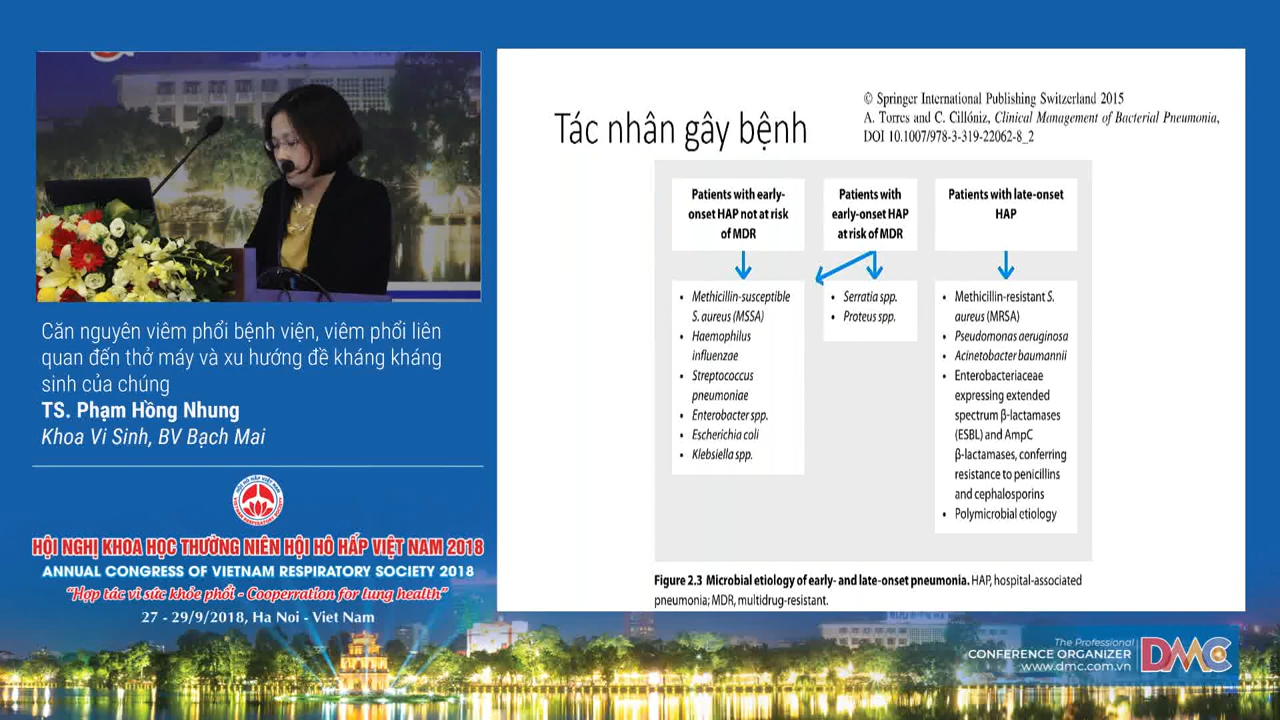 Căn nguyên viêm phổi bệnh viện, viêm phổi liên
quan đến thở máy và xu hướng đề kháng kháng
sinh của chúng
TS. Phạm Hồng Nhung
Khoa Vi Sinh, BV Bạch Mai
HỘI HÔ HẤP VIỆT NAM
VIETNAM RESPIRATORY SOCIETY
HỘI NGHỊ KHOA HỌC THƯỜNG NIÊN HỘI HÔ HẤP VIỆT NAM 2018
ANNUAL CONGRESS OF VIETNAM RESPIRATORY SOCIETY 2018
"Hợp tác vì sức khỏe phổi - Cooperration for lung health"
27 - 29/9/2018, Ha Noi - Viet Nam
Tác nhân gây bệnh
© Springer International Publishing Switzerland 2015
A. Torres and C. Cillóniz, Clinical Management of Bacterial Pneumonia,
DOI 10.1007/978-3-319-22062-8_2
Patients with early-
onset HAP not at risk
of MDR
• Methicillin-susceptible
S. aureus (MSSA)
• Haemophilus
influenzae
• Streptococcus
pneumoniae
• Enterobacter spp.
• Escherichia coli
• Klebsiella spp.
Patients with
early-onset HAP
at risk of MDR
• Serratia spp.
• Proteus spp.
Patients with late-onset
HAP
• Methicillin-resistant S.
aureus (MRSA)
• Pseudomonas aeruginosa
• Acinetobacter baumannii
• Enterobacteriaceae
expressing extended
spectrum β-lactamases
(ESBL) and AmpC
β-lactamases, conferring
resistance to penicillins
and cephalosporins
• Polymicrobial etiology
Figure 2.3 Microbial etiology of early- and late-onset pneumonia. HAP, hospital-associated
pneumonia; MDR, multidrug-resistant.
The Professional
CONFERENCE ORGANIZER
www.dmc.com.vn
DMC